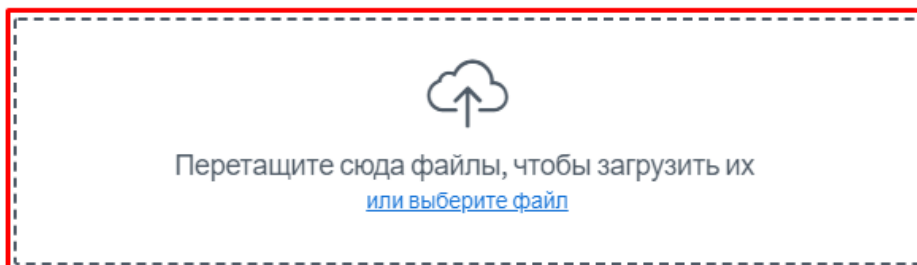 Перетащите сюда файлы, чтобы загрузить их
или выберите файл